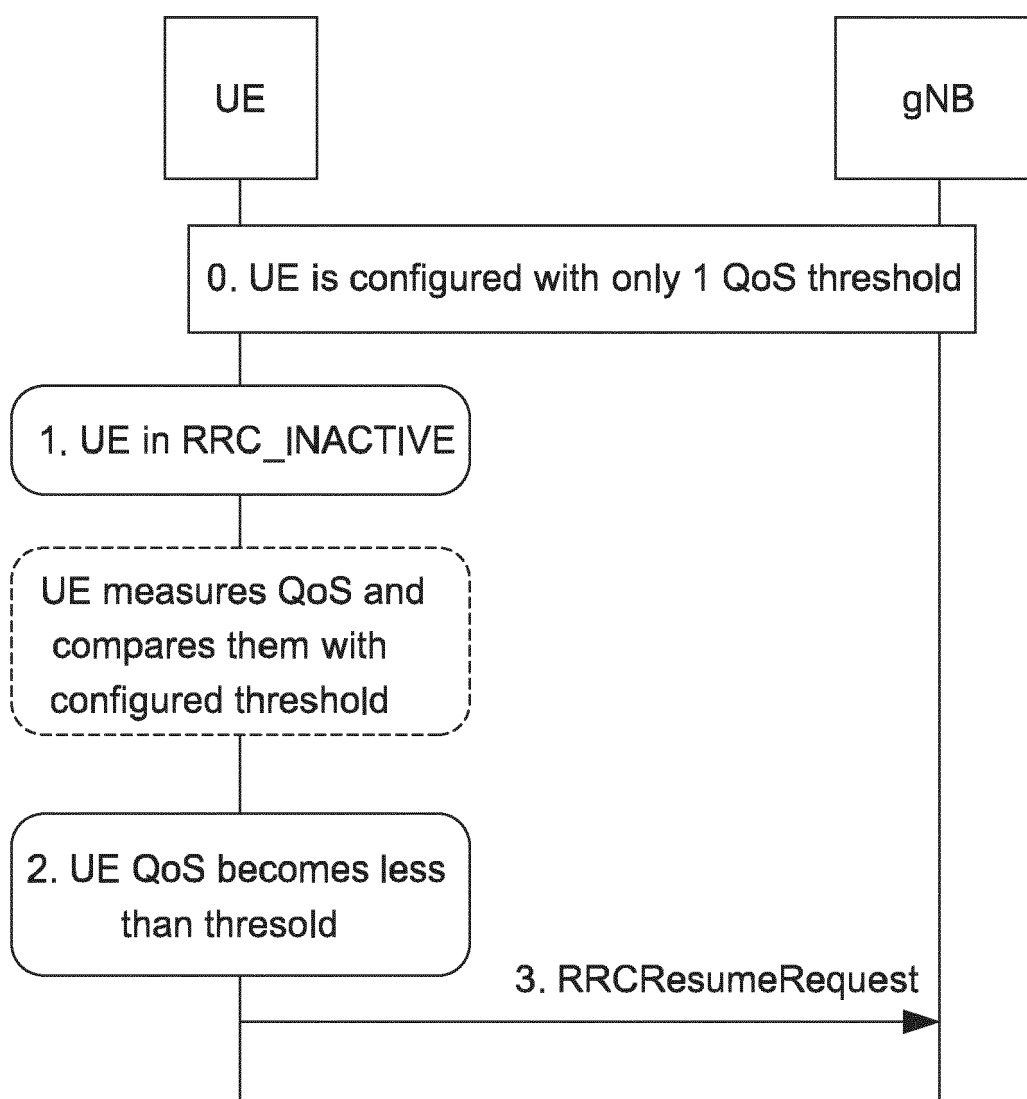 UE
gNB
0. UE is configured with only 1 QoS threshold
1. UE in RRC_INACTIVE
UE measures QoS and
compares them with
configured threshold
2. UE QoS becomes less
than thresold
3. RRCResumeRequest